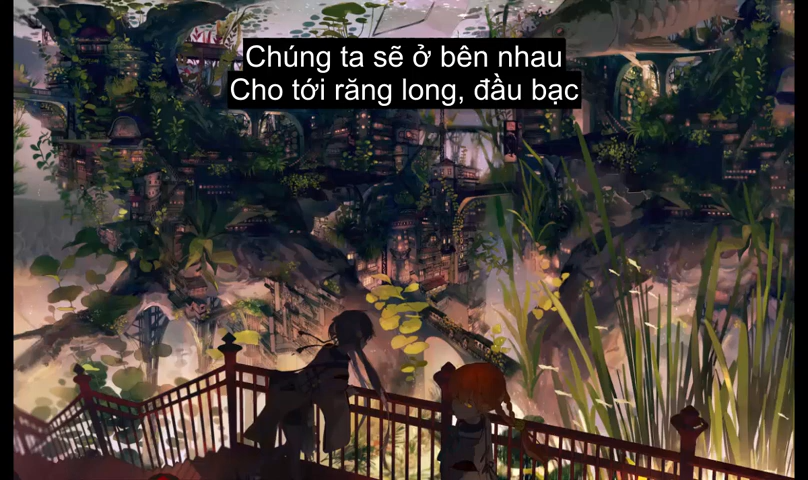 Chúng ta sẽ ở bên nhau
Cho tới răng long, đầu bạc